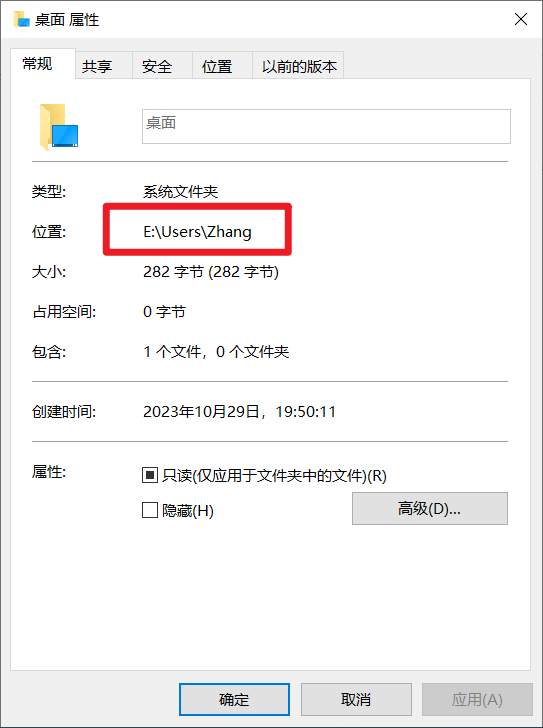 桌面 属性
常规 共享 安全 位置 以前的版本
桌面
类型: 系统文件夹
位置: E:\Users\Zhang
大小: 282 字节 (282 字节)
占用空间: 0 字节
包含: 1 个文件，0 个文件夹
创建时间: 2023年10月29日，19:50:11
属性: 只读(仅应用于文件夹中的文件)(R)
隐藏(H) 高级(D)...
确定 取消 应用(A)